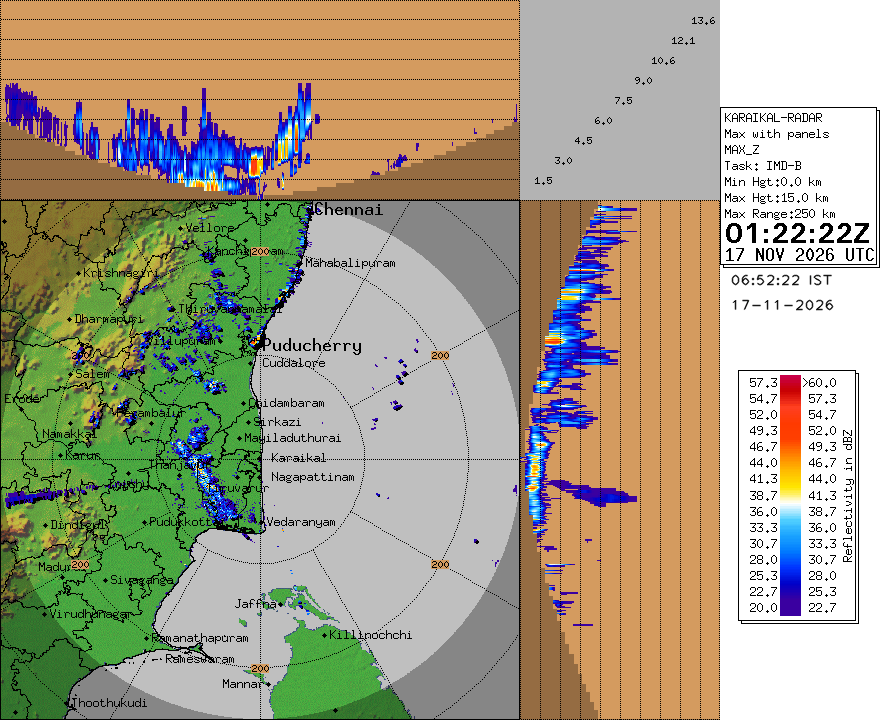 13.6
12.1
10.6
9.0
7.5
6.0
4.5
3.0
1.5
KARAIKAL-RADAR
Max with panels
MAX_Z
Task: IMD-B
Min Hgt:0.0 km
Max Hgt:15.0 km
Max Range:250 km
01:22:22Z
17 NOV 2026 UTC
06:52:22 IST
17-11-2026
57.3 >60.0
54.7 57.3
52.0 54.7
49.3 52.0
46.7 49.3
44.0 46.7
41.3 44.0
38.7 41.3
36.0 38.7
33.3 36.0
30.7 33.3
28.0 30.7
25.3 28.0
22.7 25.3
20.0 22.7
Reflectivity in dBZ
Chennai
Vellore
200
Mahabalipuram
Krishnagiri
Dharmapuri
Villupuram
Puducherry
200
Cuddalore
Salem
Erode
Chidambaram
Perambalur
Sirkazi
Namakkal
Mayiladuthurai
Karur
Karaikal
Nagapattinam
Pudukkottai
Vedaranyam
Dindigul
200
200
Sivaganga
Jaffna
Virudhunagar
Killinochchi
Ramanathapuram
Rameswaram
200
Mannar
Thoothukudi